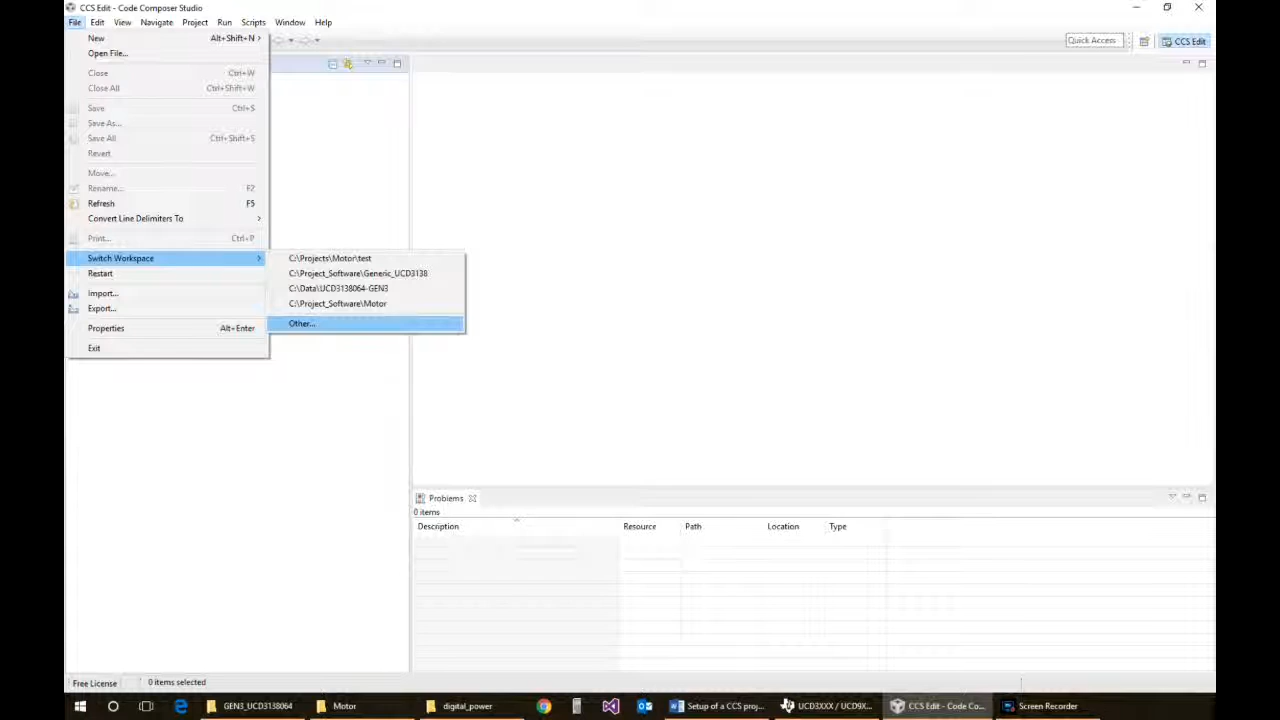 CCS Edit - Code Composer Studio
File Edit View Navigate Project Run Scripts Window Help
New Alt+Shift+N
Open File...
Quick Access
CCS Edit
Close Ctrl+W
Close All Ctrl+Shift+W
Save Ctrl+S
Save As...
Save All Ctrl+Shift+S
Revert
Move...
Rename... F2
Refresh F5
Convert Line Delimiters To
Print... Ctrl+P
Switch Workspace
Restart
Import...
Export...
Properties Alt+Enter
Exit
C:\Projects\Motor\test
C:\Project_Software\Generic_UCD3138
C:\Data\UCD3138064-GEN3
C:\Project_Software\Motor
Other...
Problems
0 items
Description Resource Path Location Type
Free License
0 items selected
GEN3_UCD3138064 Motor digital_power Setup of a CCS proj... UCD3XXX / UCD9X... CCS Edit - Code Co... Screen Recorder